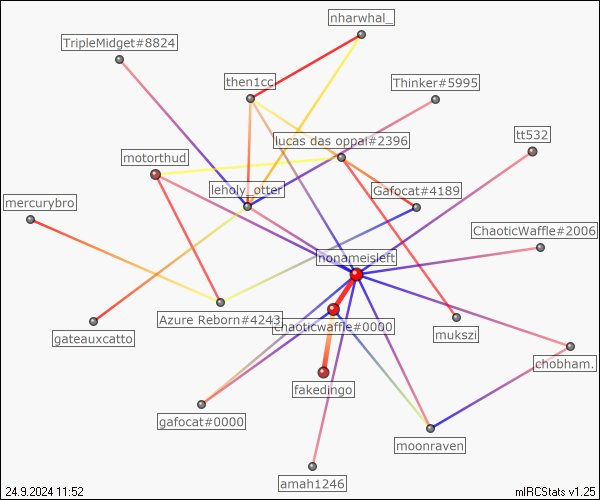 nharwhal_
TripleMidget#8824
then1cc
Thinker#5995
tt532
lucas das oppai#2396
motorthud
leholy_otter
Gafocat#4189
mercurybro
ChaoticWaffle#2006
nonameisleft
Azure Reborn#4243
chaoticwaffle#0000
gateauxcatto
mukszi
chobham.
fakedingo
gafocat#0000
moonraven
amah1246
24.9.2024 11:52
mIRCStats v1.25